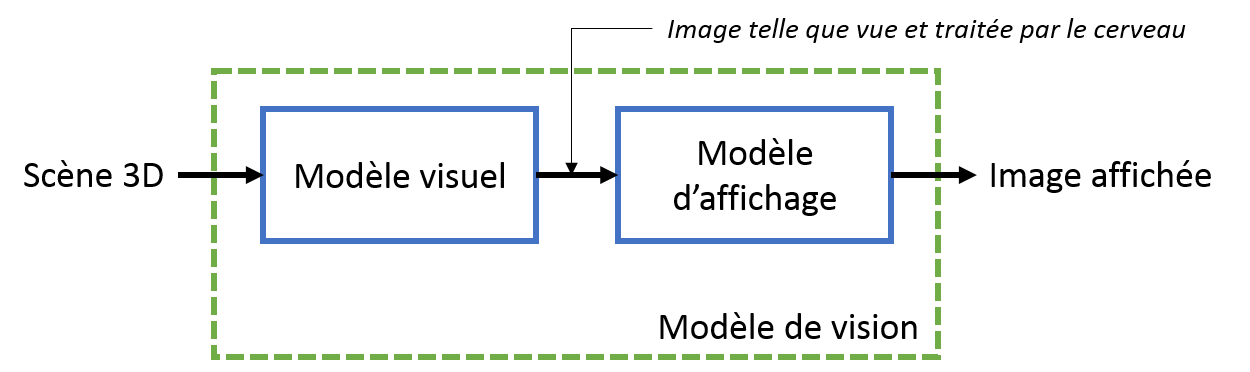 Image telle que vue et traitée par le cerveau
Scène 3D
Modèle visuel
Modèle
d'affichage
Image affichée
Modèle de vision